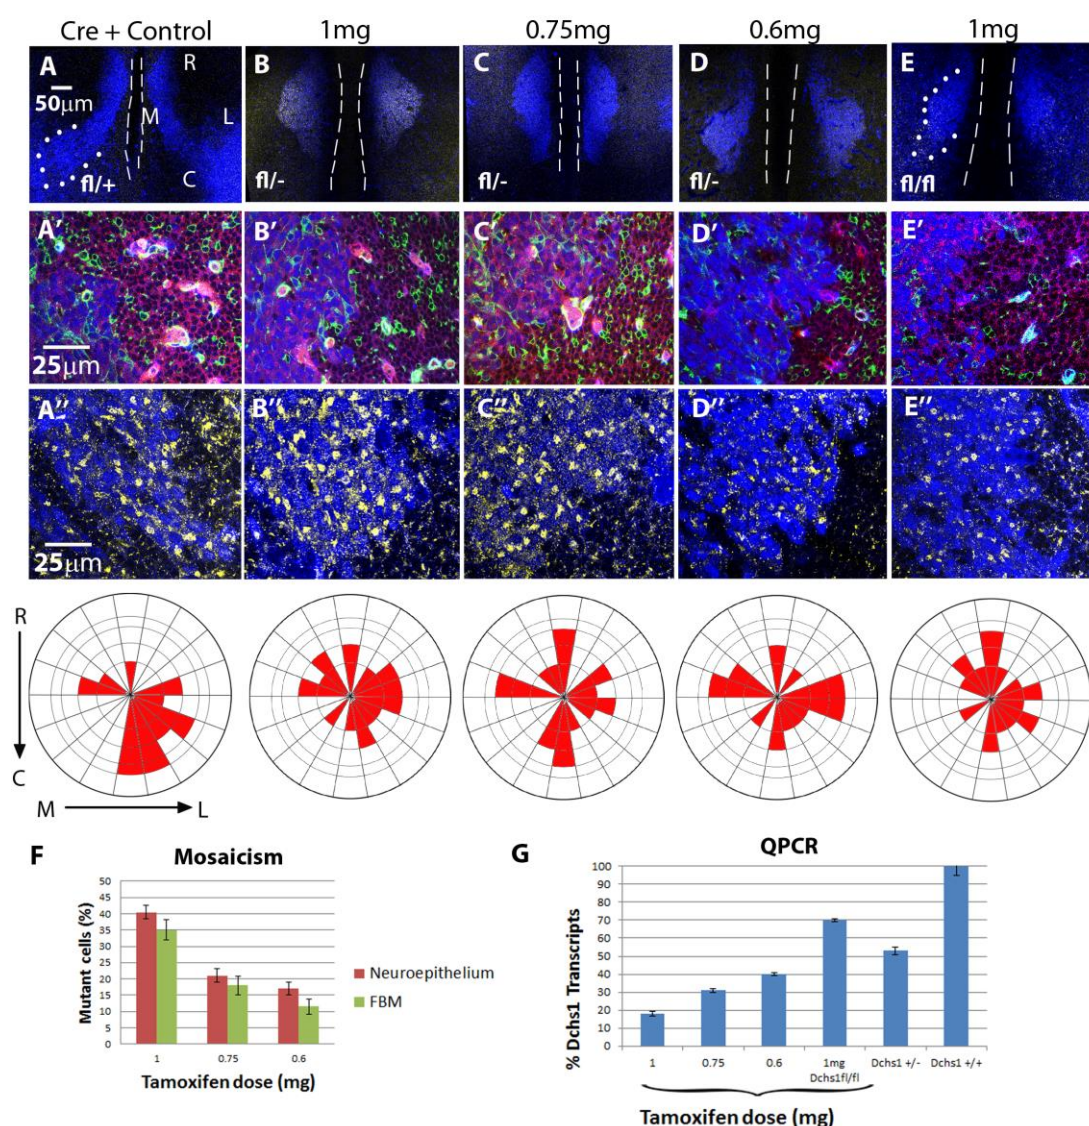 Cre + Control 1mg 0.75mg 0.6mg 1mg
A R B C D E
50μm
M L
C
fl/+ fl/- fl/- fl/- fl/fl
A′ B′ C′ D′ E′
25μm
A″ B″ C″ D″ E″
25μm
R
C
M L
F Mosaicism
Mutant cells (%)
50
45
40
35
30
25
20
15
10
5
0
1 0.75 0.6
Tamoxifen dose (mg)
Neuroepithelium
FBM
G QPCR
% Dchs1 Transcripts
100
90
80
70
60
50
40
30
20
10
0
1 0.75 0.6 1mg Dchs1 +/- Dchs1 +/+
Dchs1fl/fl
Tamoxifen dose (mg)